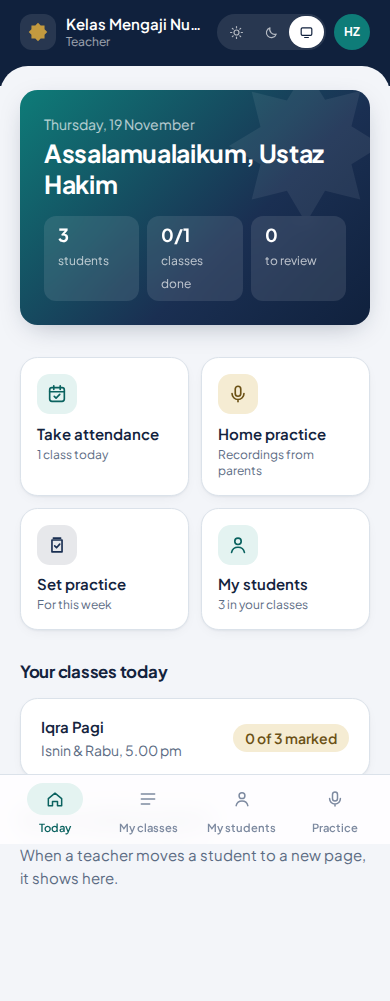 Kelas Mengaji Nu...
Teacher
HZ
Thursday, 19 November
Assalamualaikum, Ustaz
Hakim
3
students
0/1
classes
done
0
to review
Take attendance
1 class today
Home practice
Recordings from
parents
Set practice
For this week
My students
3 in your classes
Your classes today
Iqra Pagi
Isnin & Rabu, 5.00 pm
0 of 3 marked
Today
My classes
My students
Practice
When a teacher moves a student to a new page,
it shows here.